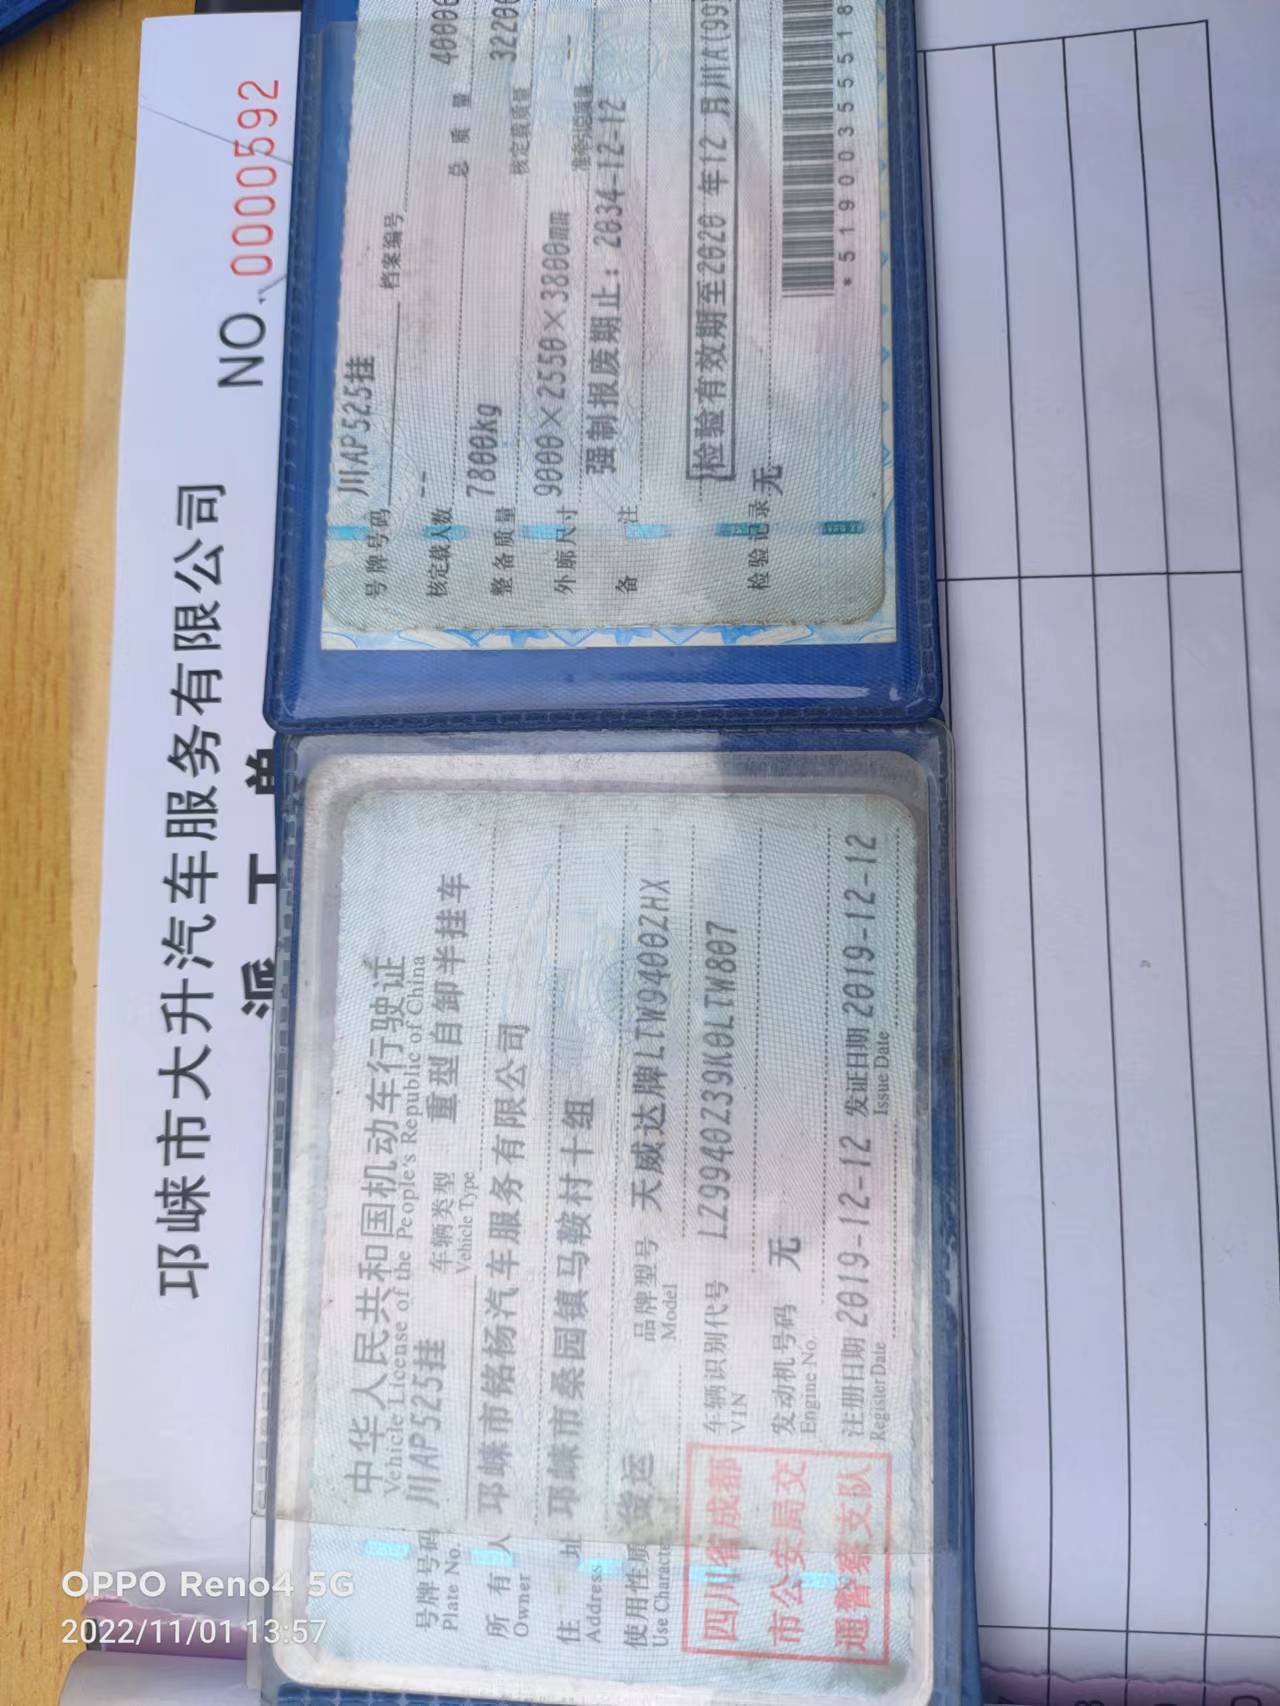 邛崃市大升汽车服务有限公司
派工单
NO. 0000592
中华人民共和国机动车行驶证
Vehicle License of the People's Republic of China
号牌号码 川AP525挂 车辆类型 重型自卸半挂车
Plate No. Vehicle Type
所有人 邛崃市铭杨汽车服务有限公司
Owner
住址 邛崃市桑园镇马鞍村十组
Address
使用性质 货运 品牌型号 天威达牌LTW9400ZHX
Use Characte Model
车辆识别代号 LZ9940Z39K0LTW807
VIN
发动机号码 无
Engine No.
注册日期 2019-12-12 发证日期 2019-12-12
Register Date Issue Date
四川省成都
市公安局交
通警察支队
号牌号码 川AP525挂 档案编号
核定载人数 -- 总质量 4000
整备质量 7800kg 核定载质量 3220
外廓尺寸 9000×2550×3800mm 准牵引总质量 --
备注 强制报废期止：2034-12-12
检验有效期至2020年12月川A(99)
检验记录 无
*519003555518
OPPO Reno4 5G
2022/11/01 13:57